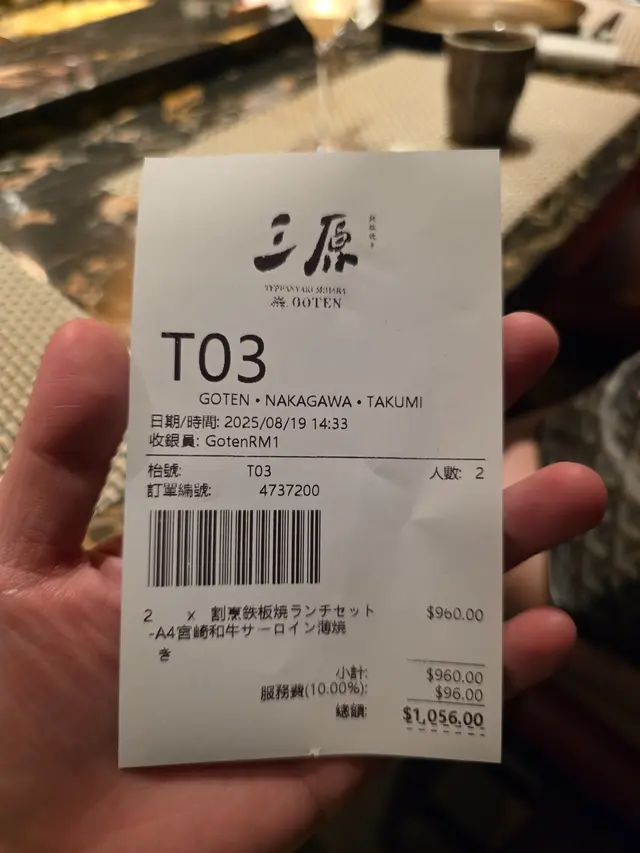 三原
鉄板焼き
TEPPANYAKI MIHARA
GOTEN
T03
GOTEN • NAKAGAWA • TAKUMI
日期/時間: 2025/08/19 14:33
收銀員: GotenRM1
枱號: T03 人數: 2
訂單編號: 4737200
2 x 割烹鉄板焼ランチセット $960.00
-A4宮崎和牛サーロイン薄焼
き
小計: $960.00
服務費(10.00%): $96.00
總額: $1,056.00